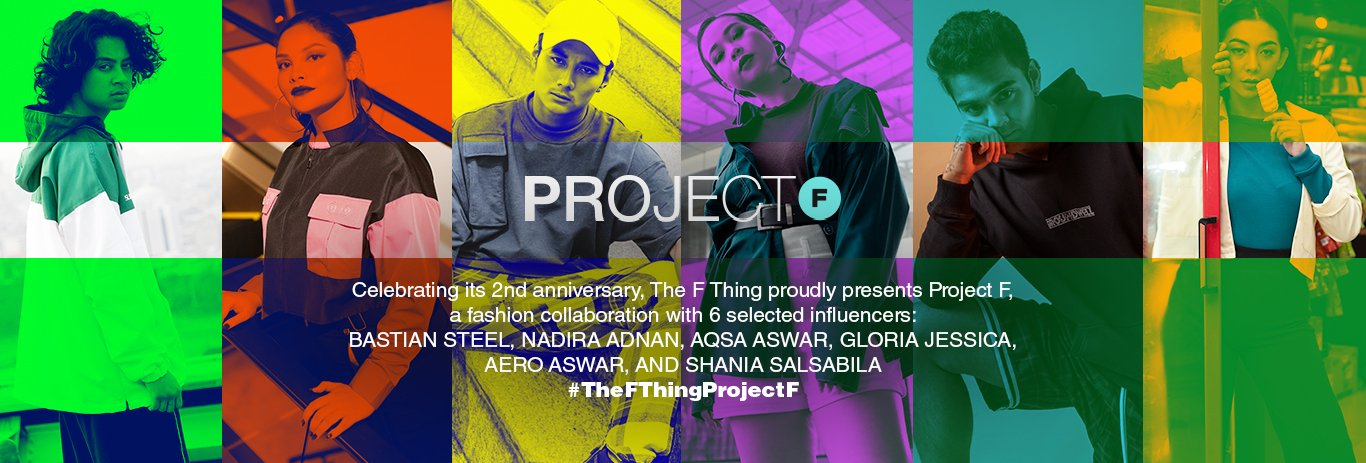 PROJECT F
Celebrating its 2nd anniversary, The F Thing proudly presents Project F,
a fashion collaboration with 6 selected influencers:
BASTIAN STEEL, NADIRA ADNAN, AQSA ASWAR, GLORIA JESSICA,
AERO ASWAR, AND SHANIA SALSABILA
#TheFThingProjectF